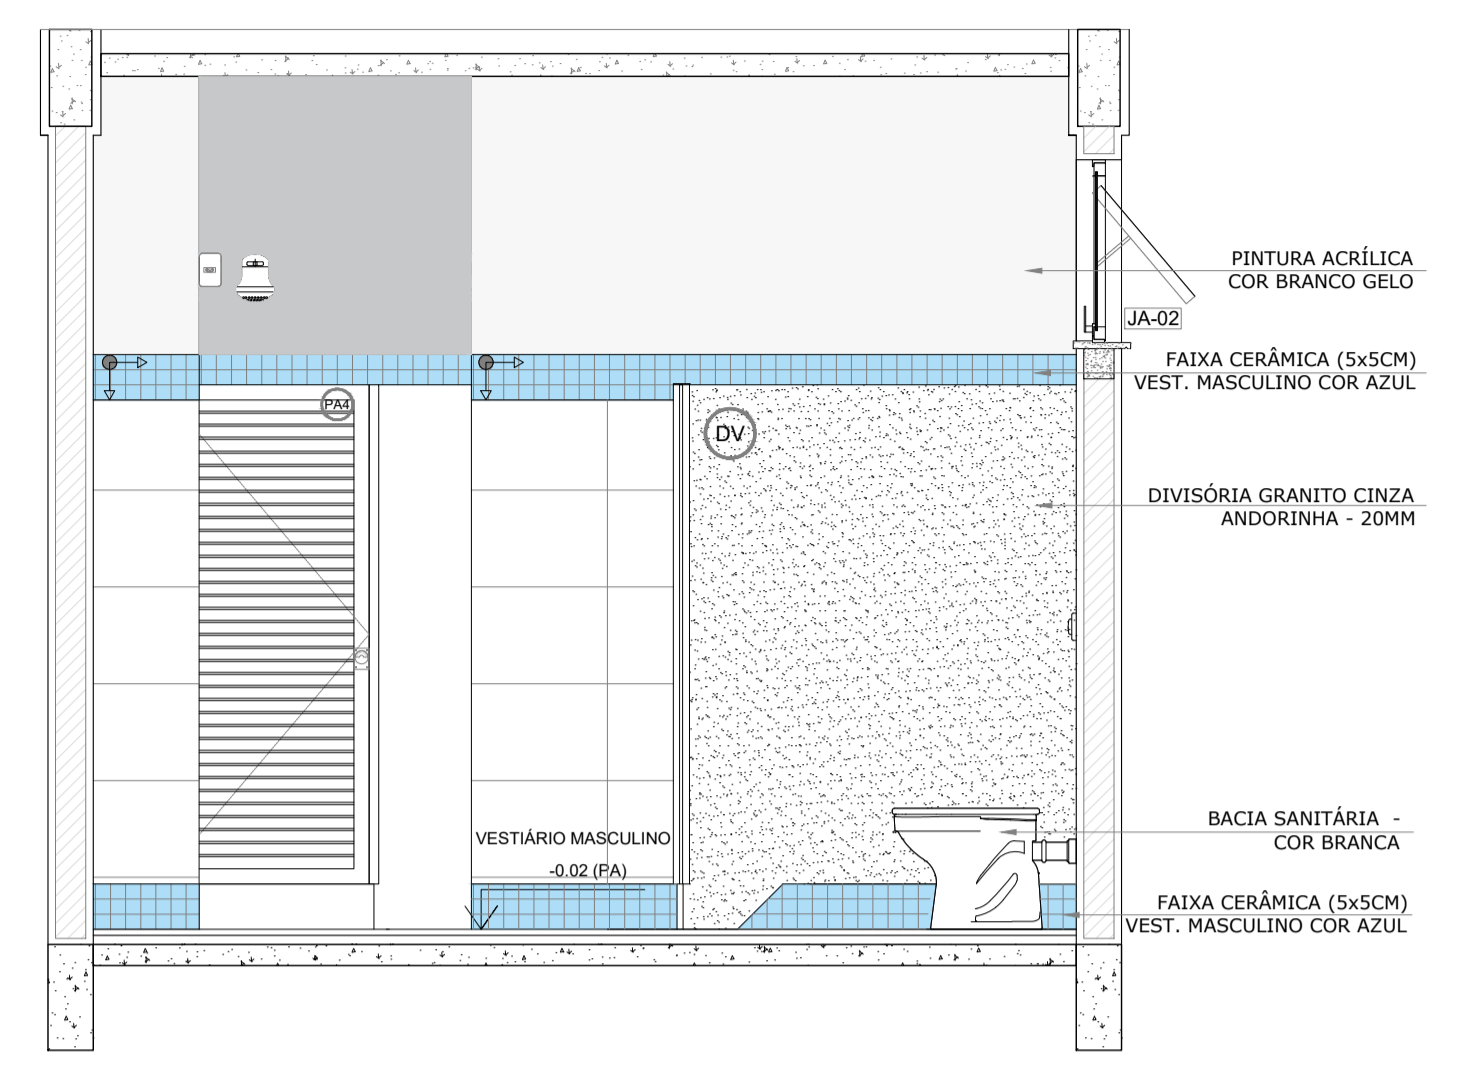 PINTURA ACRÍLICA
COR BRANCO GELO
JA-02
FAIXA CERÂMICA (5x5CM)
VEST. MASCULINO COR AZUL
PA4
DV
DIVISÓRIA GRANITO CINZA
ANDORINHA - 20MM
VESTIÁRIO MASCULINO
-0.02 (PA)
BACIA SANITÁRIA -
COR BRANCA
FAIXA CERÂMICA (5x5CM)
VEST. MASCULINO COR AZUL